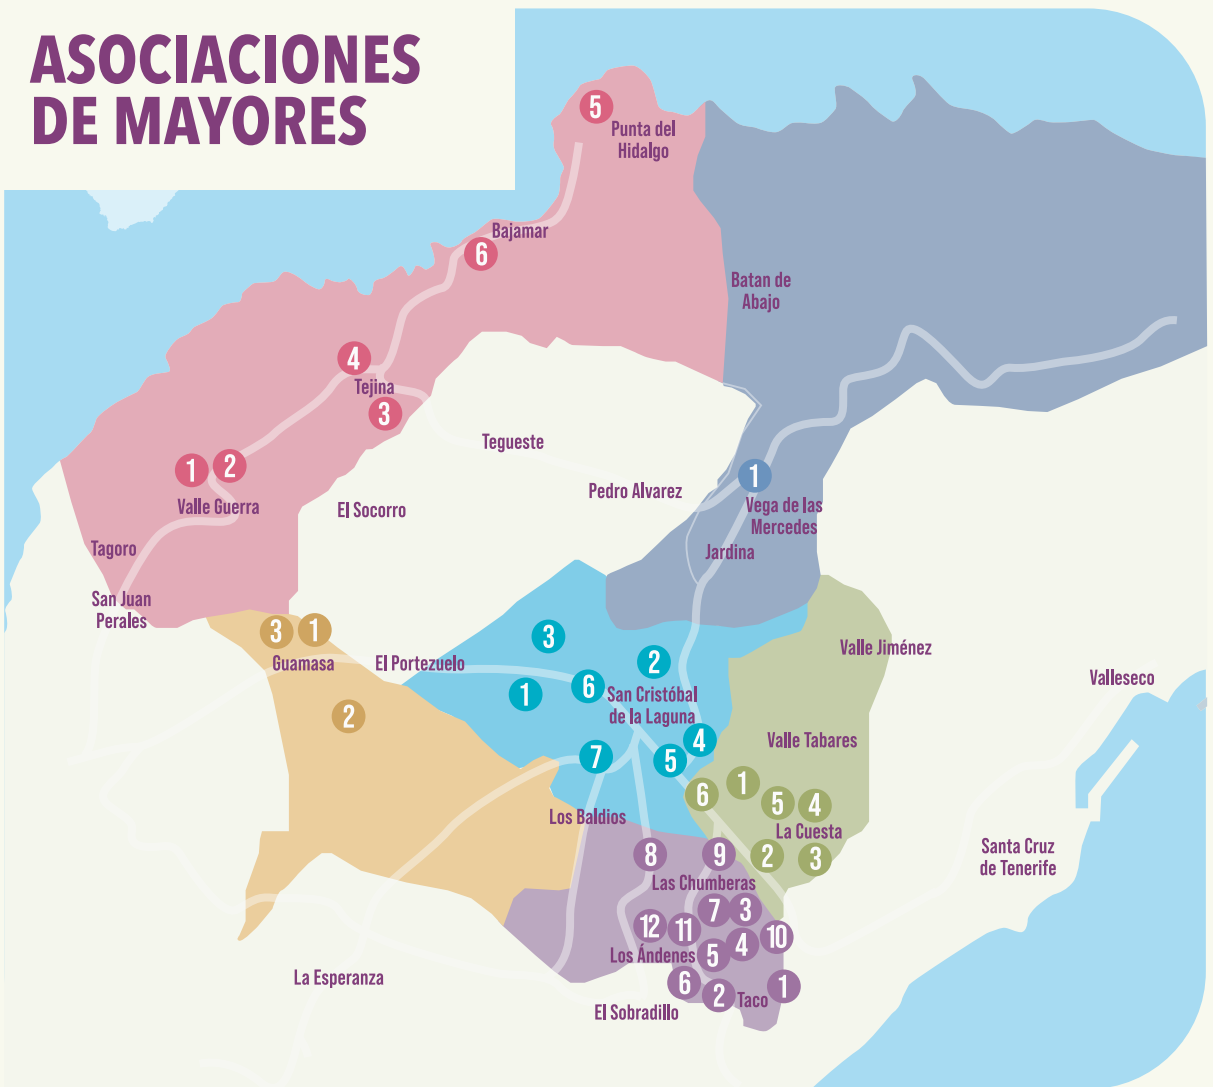 ASOCIACIONES
DE MAYORES
5
Punta del
Hidalgo
Bajamar
6
Batan de
Abajo
4
Tejina
3
Tegueste
1
2
Valle Guerra
El Socorro
Pedro Alvarez
1
Vega de las
Mercedes
Tagoro
Jardina
San Juan
Perales
3
1
Guamasa
El Portezuelo
3
2
1
6
San Cristóbal
de la Laguna
Valle Jiménez
Valleseco
2
7
5
4
Valle Tabares
6
1
5
4
La Cuesta
2
3
Los Baldios
Santa Cruz
de Tenerife
8
9
Las Chumberas
7
3
12
11
10
4
Los Ándenes
5
6
2
Taco
1
La Esperanza
El Sobradillo